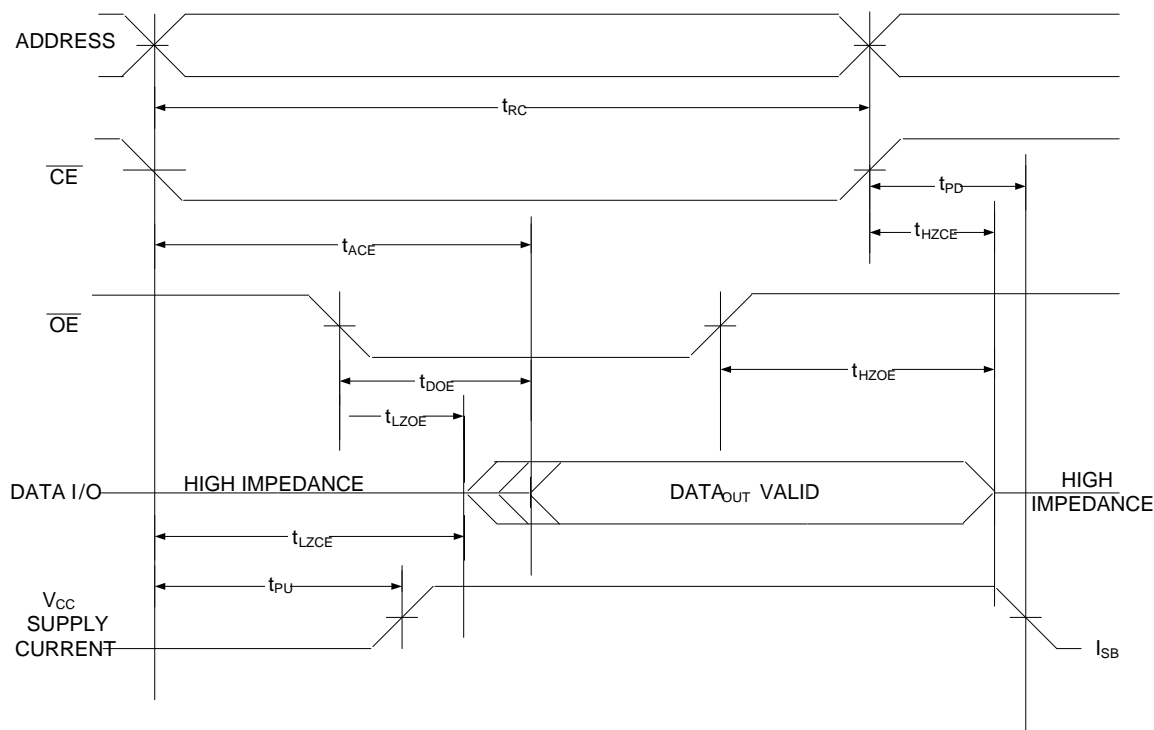 ADDRESS
tRC
CE
tPD
tHZCE
tACE
OE
tHZOE
tDOE
tLZOE
DATA I/O
HIGH IMPEDANCE
DATAOUT VALID
HIGH
IMPEDANCE
tLZCE
tPU
VCC
SUPPLY
CURRENT
ISB